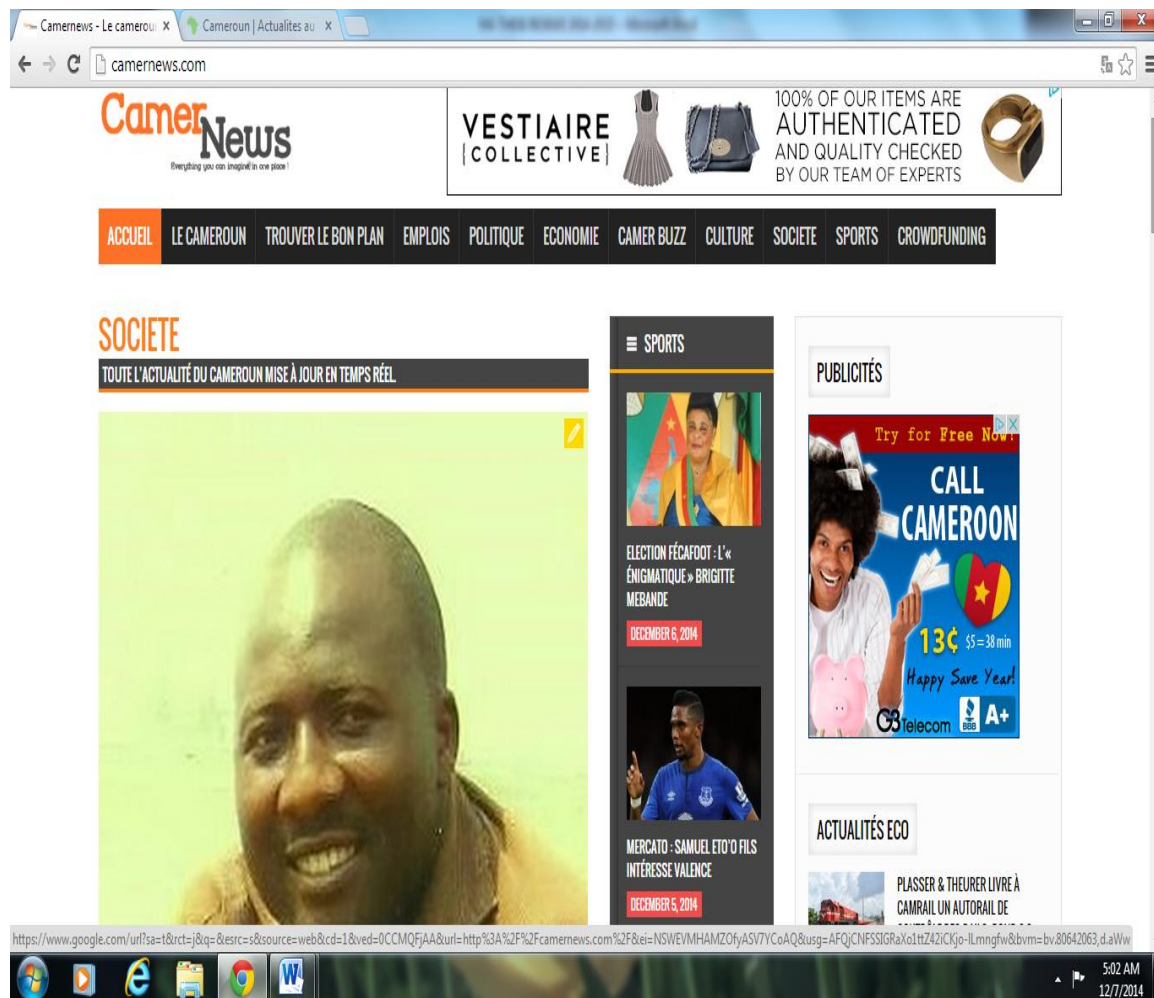 Camernews - Le camerou
Cameroun | Actualites au
camernews.com
Camer
News
Everything you can imagine! in one place !
VESTIAIRE
{COLLECTIVE}
100% OF OUR ITEMS ARE
AUTHENTICATED
AND QUALITY CHECKED
BY OUR TEAM OF EXPERTS
ACCUEIL LE CAMEROUN TROUVER LE BON PLAN EMPLOIS POLITIQUE ECONOMIE CAMER BUZZ CULTURE SOCIETE SPORTS CROWDFUNDING
SOCIETE
TOUTE L'ACTUALITÉ DU CAMEROUN MISE À JOUR EN TEMPS RÉEL.
SPORTS
ELECTION FÉCAFOOT : L'«
ÉNIGMATIQUE » BRIGITTE
MEBANDE
DECEMBER 6, 2014
MERCATO : SAMUEL ETO'O FILS
INTÉRESSE VALENCE
DECEMBER 5, 2014
PUBLICITÉS
Try for Free Now!
CALL
CAMEROON
13¢ $5=38 min
Happy Save Year!
G3 Telecom BBB A+
ACTUALITÉS ECO
PLASSER & THEURER LIVRE À
CAMRAIL UN AUTORAIL DE
https://www.google.com/url?sa=t&rct=j&q=&esrc=s&source=web&cd=1&ved=0CCMQFjAA&url=http%3A%2F%2Fcamernews.com%2F&ei=NSWEVMHAMZOfyASV7YCoAQ&usg=AFQjCNFSSIGRaXo1ttZ42iCKjo-ILmngfw&bvm=bv.80642063,d.aWw
5:02 AM
12/7/2014